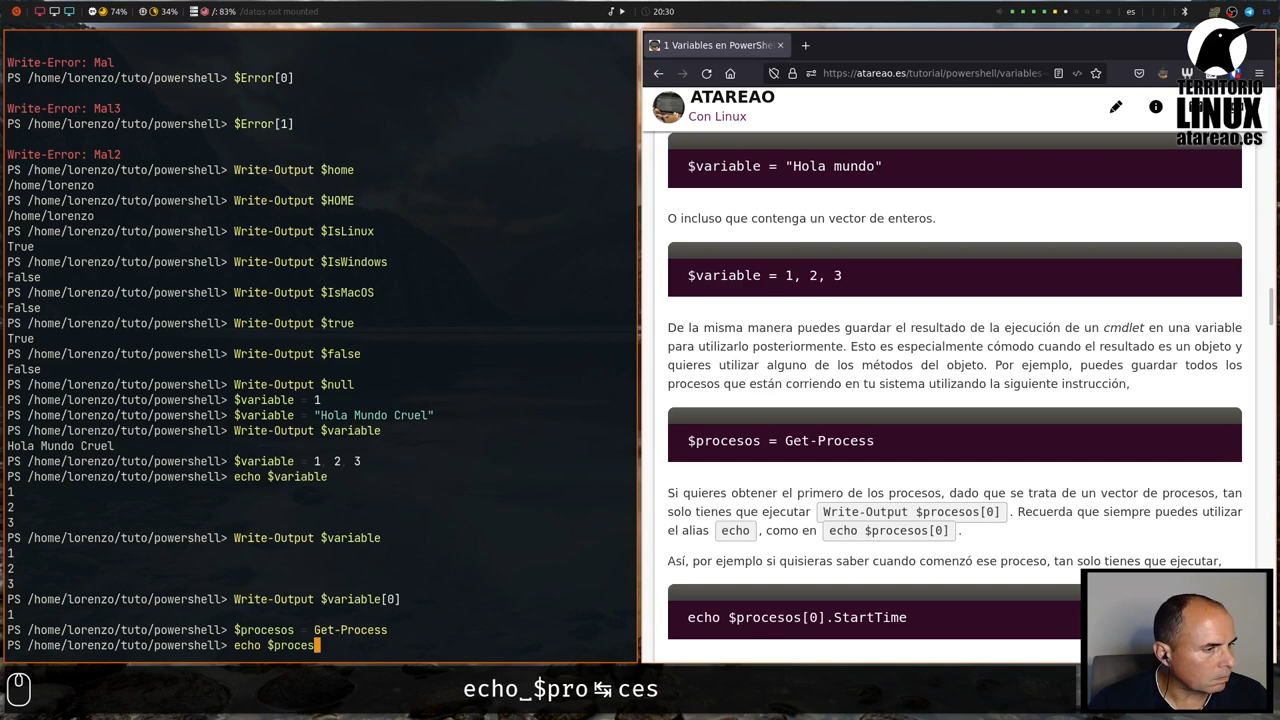 74%
34%
/: 83%
/datos not mounted
20:30
es
ES
Write-Error: Mal
PS /home/lorenzo/tuto/powershell> $Error[0]
Write-Error: Mal3
PS /home/lorenzo/tuto/powershell> $Error[1]
Write-Error: Mal2
PS /home/lorenzo/tuto/powershell> Write-Output $home
/home/lorenzo
PS /home/lorenzo/tuto/powershell> Write-Output $HOME
/home/lorenzo
PS /home/lorenzo/tuto/powershell> Write-Output $IsLinux
True
PS /home/lorenzo/tuto/powershell> Write-Output $IsWindows
False
PS /home/lorenzo/tuto/powershell> Write-Output $IsMacOS
False
PS /home/lorenzo/tuto/powershell> Write-Output $true
True
PS /home/lorenzo/tuto/powershell> Write-Output $false
False
PS /home/lorenzo/tuto/powershell> Write-Output $null
PS /home/lorenzo/tuto/powershell> $variable = 1
PS /home/lorenzo/tuto/powershell> $variable = "Hola Mundo Cruel"
PS /home/lorenzo/tuto/powershell> Write-Output $variable
Hola Mundo Cruel
PS /home/lorenzo/tuto/powershell> $variable = 1, 2, 3
PS /home/lorenzo/tuto/powershell> echo $variable
1
2
3
PS /home/lorenzo/tuto/powershell> Write-Output $variable
1
2
3
PS /home/lorenzo/tuto/powershell> Write-Output $variable[0]
1
PS /home/lorenzo/tuto/powershell> $procesos = Get-Process
PS /home/lorenzo/tuto/powershell> echo $proces
1 Variables en PowerShe
https://atareao.es/tutorial/powershell/variables-
ATAREAO
Con Linux
TERRITORIO
LINUX
atareao.es
$variable = "Hola mundo"
O incluso que contenga un vector de enteros.
$variable = 1, 2, 3
De la misma manera puedes guardar el resultado de la ejecución de un cmdlet en una variable
para utilizarlo posteriormente. Esto es especialmente cómodo cuando el resultado es un objeto y
quieres utilizar alguno de los métodos del objeto. Por ejemplo, puedes guardar todos los
procesos que están corriendo en tu sistema utilizando la siguiente instrucción,
$procesos = Get-Process
Si quieres obtener el primero de los procesos, dado que se trata de un vector de procesos, tan
solo tienes que ejecutar Write-Output $procesos[0] . Recuerda que siempre puedes utilizar
el alias echo , como en echo $procesos[0] .
Así, por ejemplo si quisieras saber cuando comenzó ese proceso, tan solo tienes que ejecutar,
echo $procesos[0].StartTime
echo␣$pro↹ces